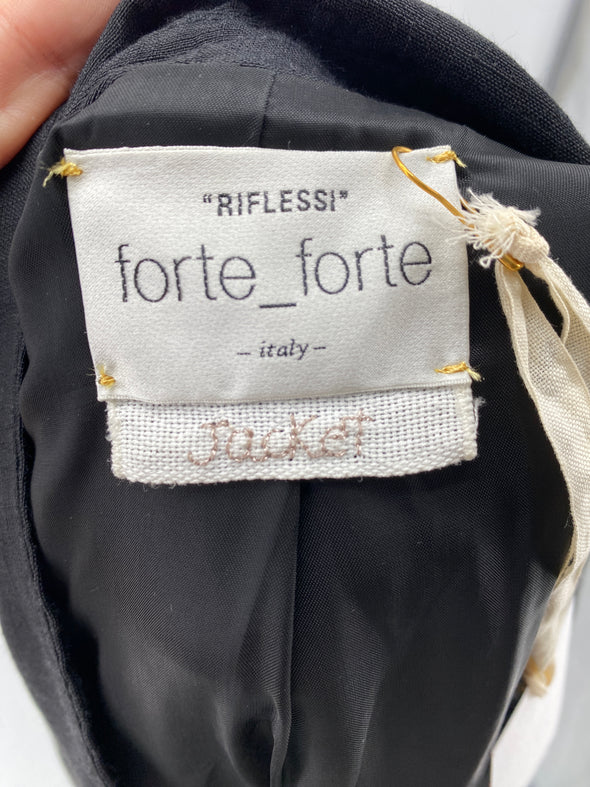 "RIFLESSI"
forte_forte
- italy -
Jacket